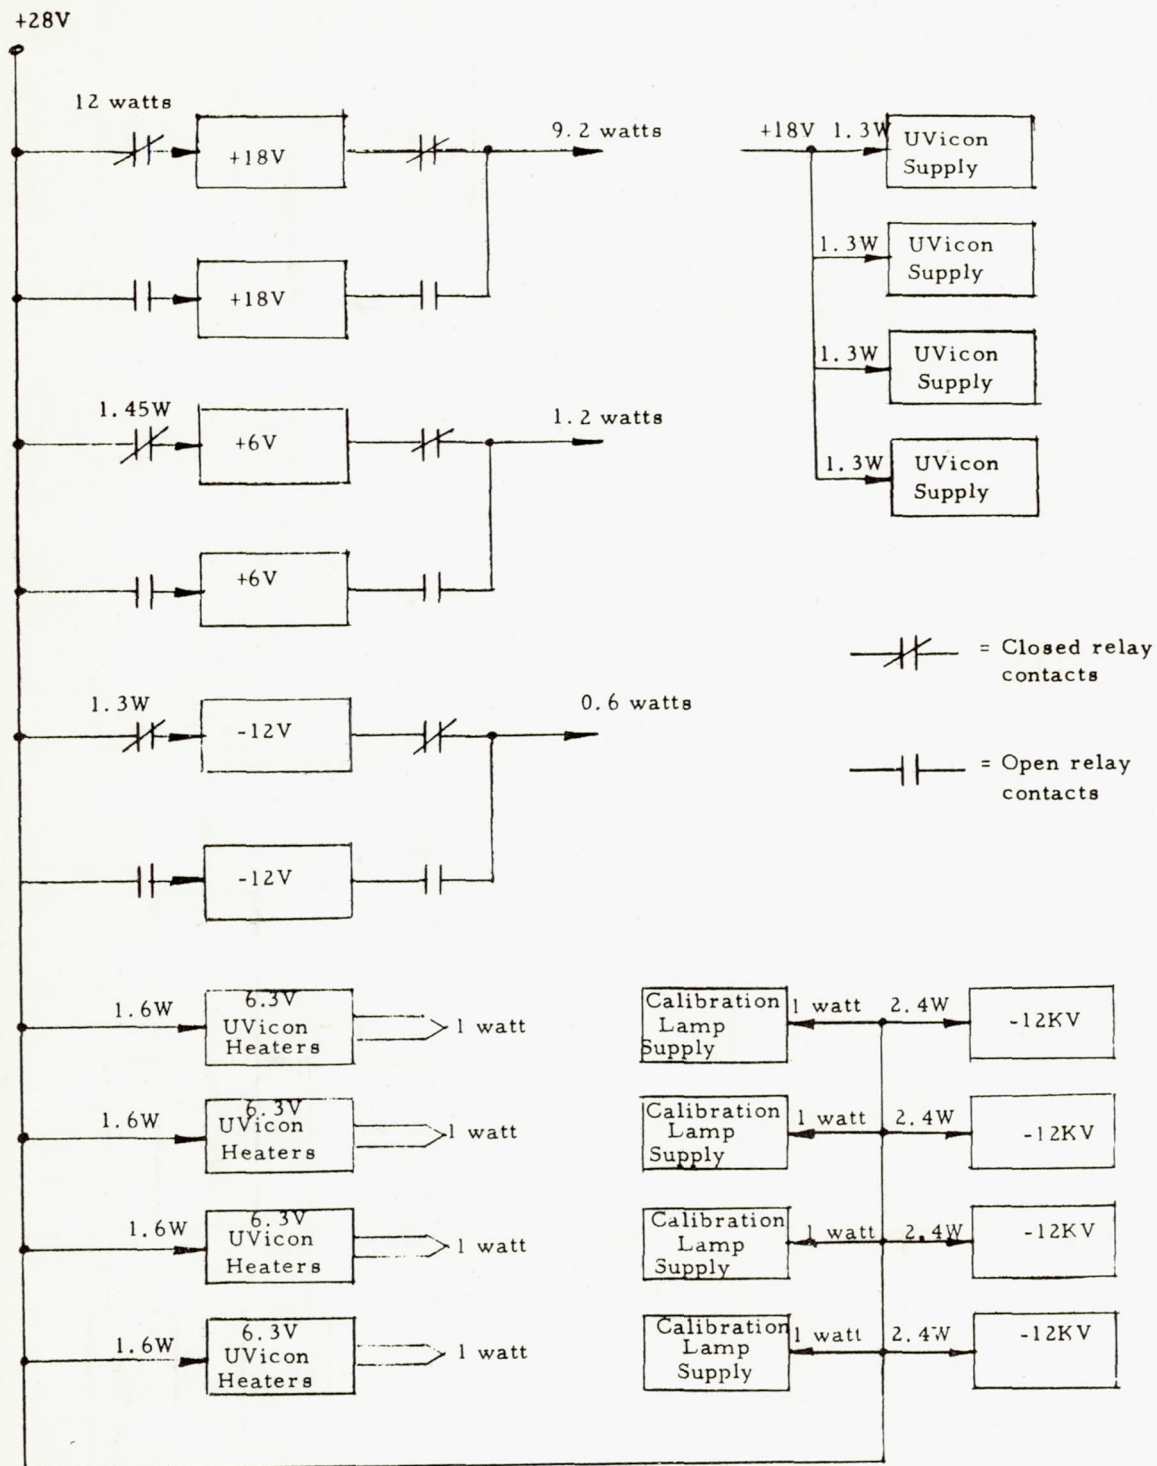 +28V
12 watts
+18V
9.2 watts
+18V
1.45W
+6V
1.2 watts
+6V
1.3W
-12V
0.6 watts
-12V
+18V 1.3W
UVicon
Supply
1.3W
UVicon
Supply
1.3W
UVicon
Supply
1.3W
UVicon
Supply
= Closed relay
contacts
= Open relay
contacts
1.6W
6.3V
UVicon
Heaters
1 watt
1.6W
6.3V
UVicon
Heaters
1 watt
1.6W
6.3V
UVicon
Heaters
1 watt
1.6W
6.3V
UVicon
Heaters
1 watt
Calibration
Lamp
Supply
1 watt
2.4W
-12KV
Calibration
Lamp
Supply
1 watt
2.4W
-12KV
Calibration
Lamp
Supply
1 watt
2.4W
-12KV
Calibration
Lamp
Supply
1 watt
2.4W
-12KV